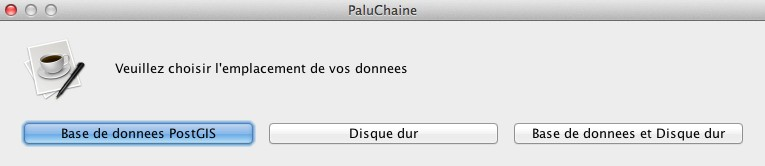 PaluChaine
Veuillez choisir l'emplacement de vos donnees
Base de donnees PostGIS
Disque dur
Base de donnees et Disque dur